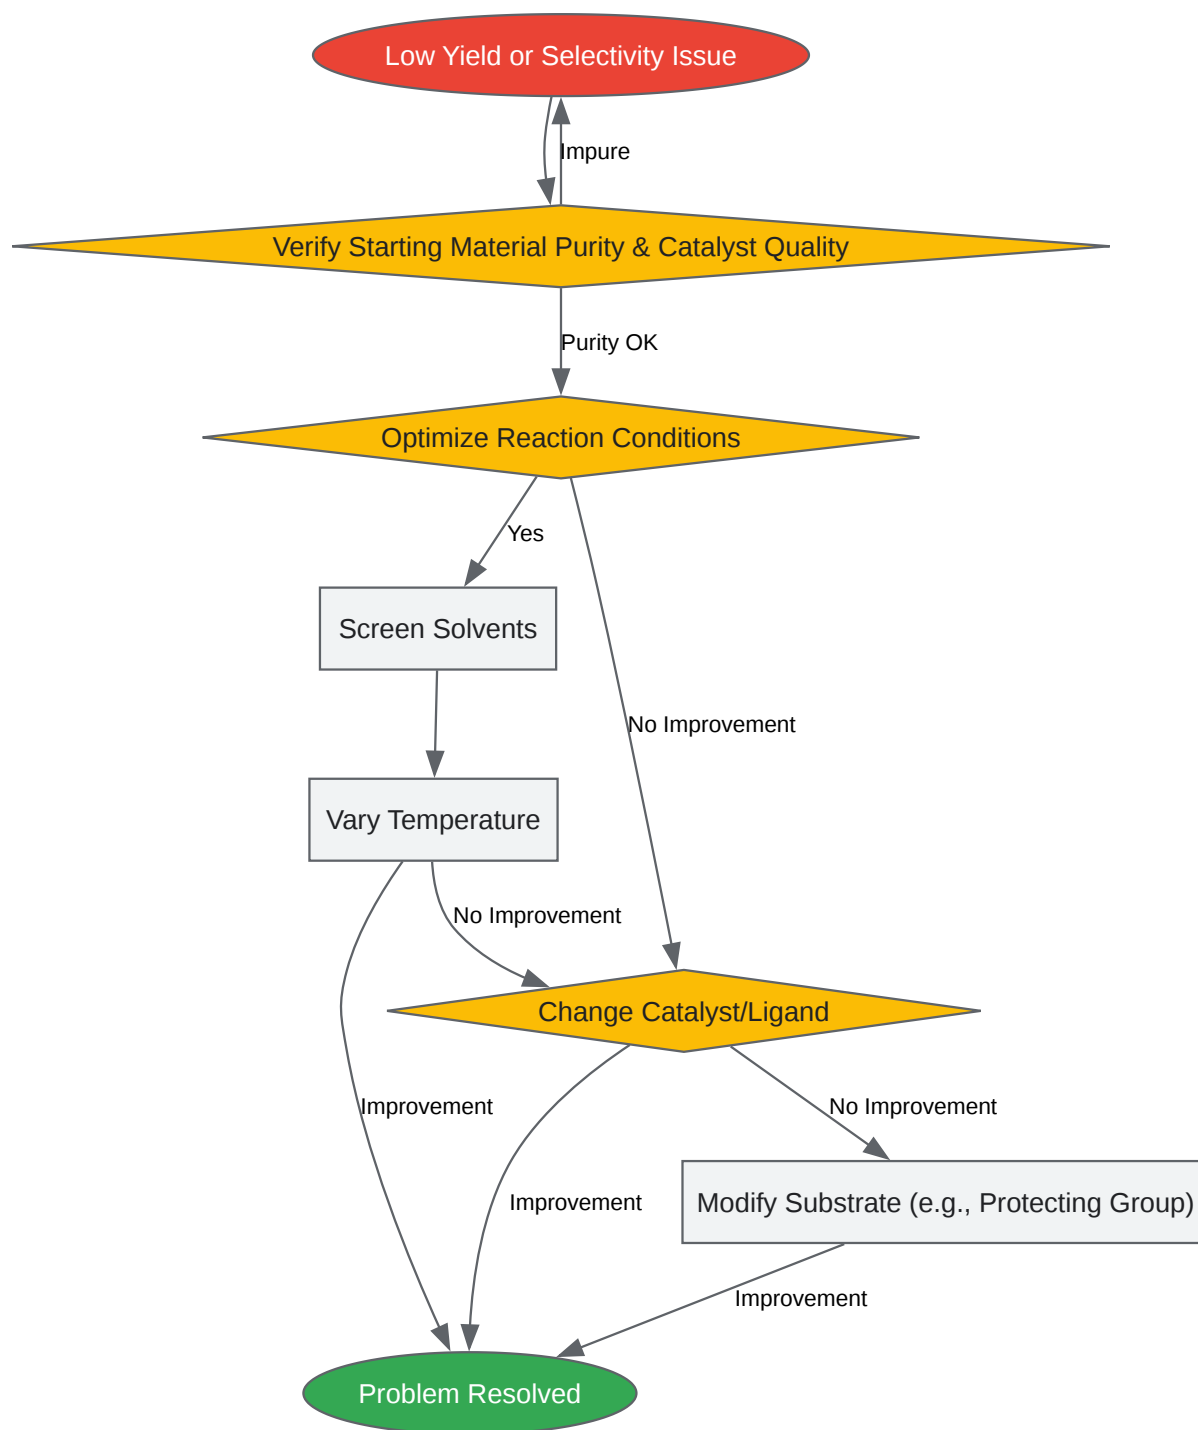 Low Yield or Selectivity Issue
Impure
Verify Starting Material Purity & Catalyst Quality
Purity OK
Optimize Reaction Conditions
Yes
Screen Solvents
No Improvement
Vary Temperature
No Improvement
Change Catalyst/Ligand
Improvement
No Improvement
Improvement
Modify Substrate (e.g., Protecting Group)
Improvement
Problem Resolved